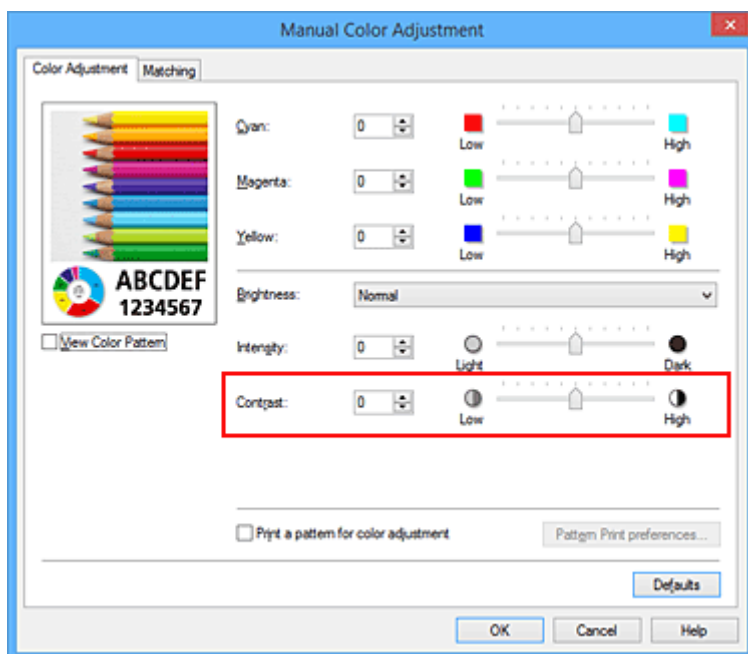 Manual Color Adjustment
Color Adjustment Matching
Cyan: 0 Low High
Magenta: 0 Low High
Yellow: 0 Low High
ABCDEF
1234567
Brightness: Normal
View Color Pattern
Intensity: 0 Light Dark
Contrast: 0 Low High
Print a pattern for color adjustment Pattern Print preferences...
Defaults
OK Cancel Help